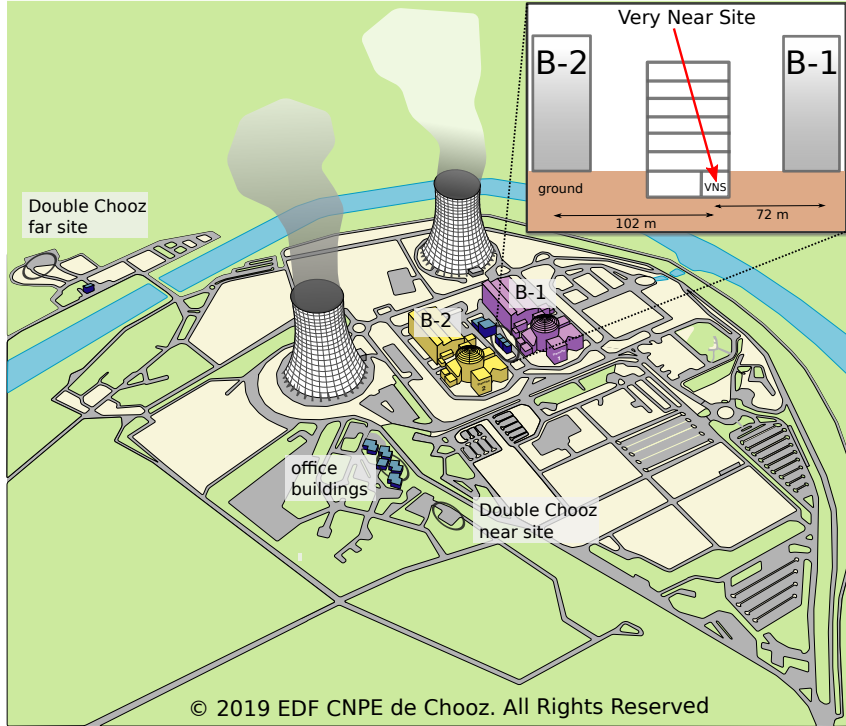 Very Near Site
B-2
B-1
VNS
ground
102 m
72 m
Double Chooz
far site
B-1
B-2
2
office
buildings
Double Chooz
near site
© 2019 EDF CNPE de Chooz. All Rights Reserved